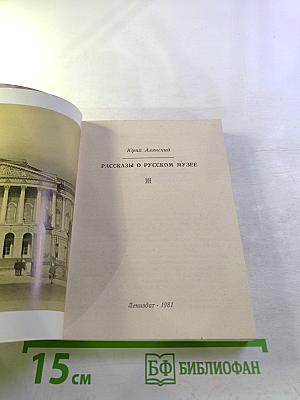 Юрий Алянский
РАССКАЗЫ О РУССКОМ МУЗЕЕ
Лениздат · 1981
15 см
БФ БИБЛИОФАН